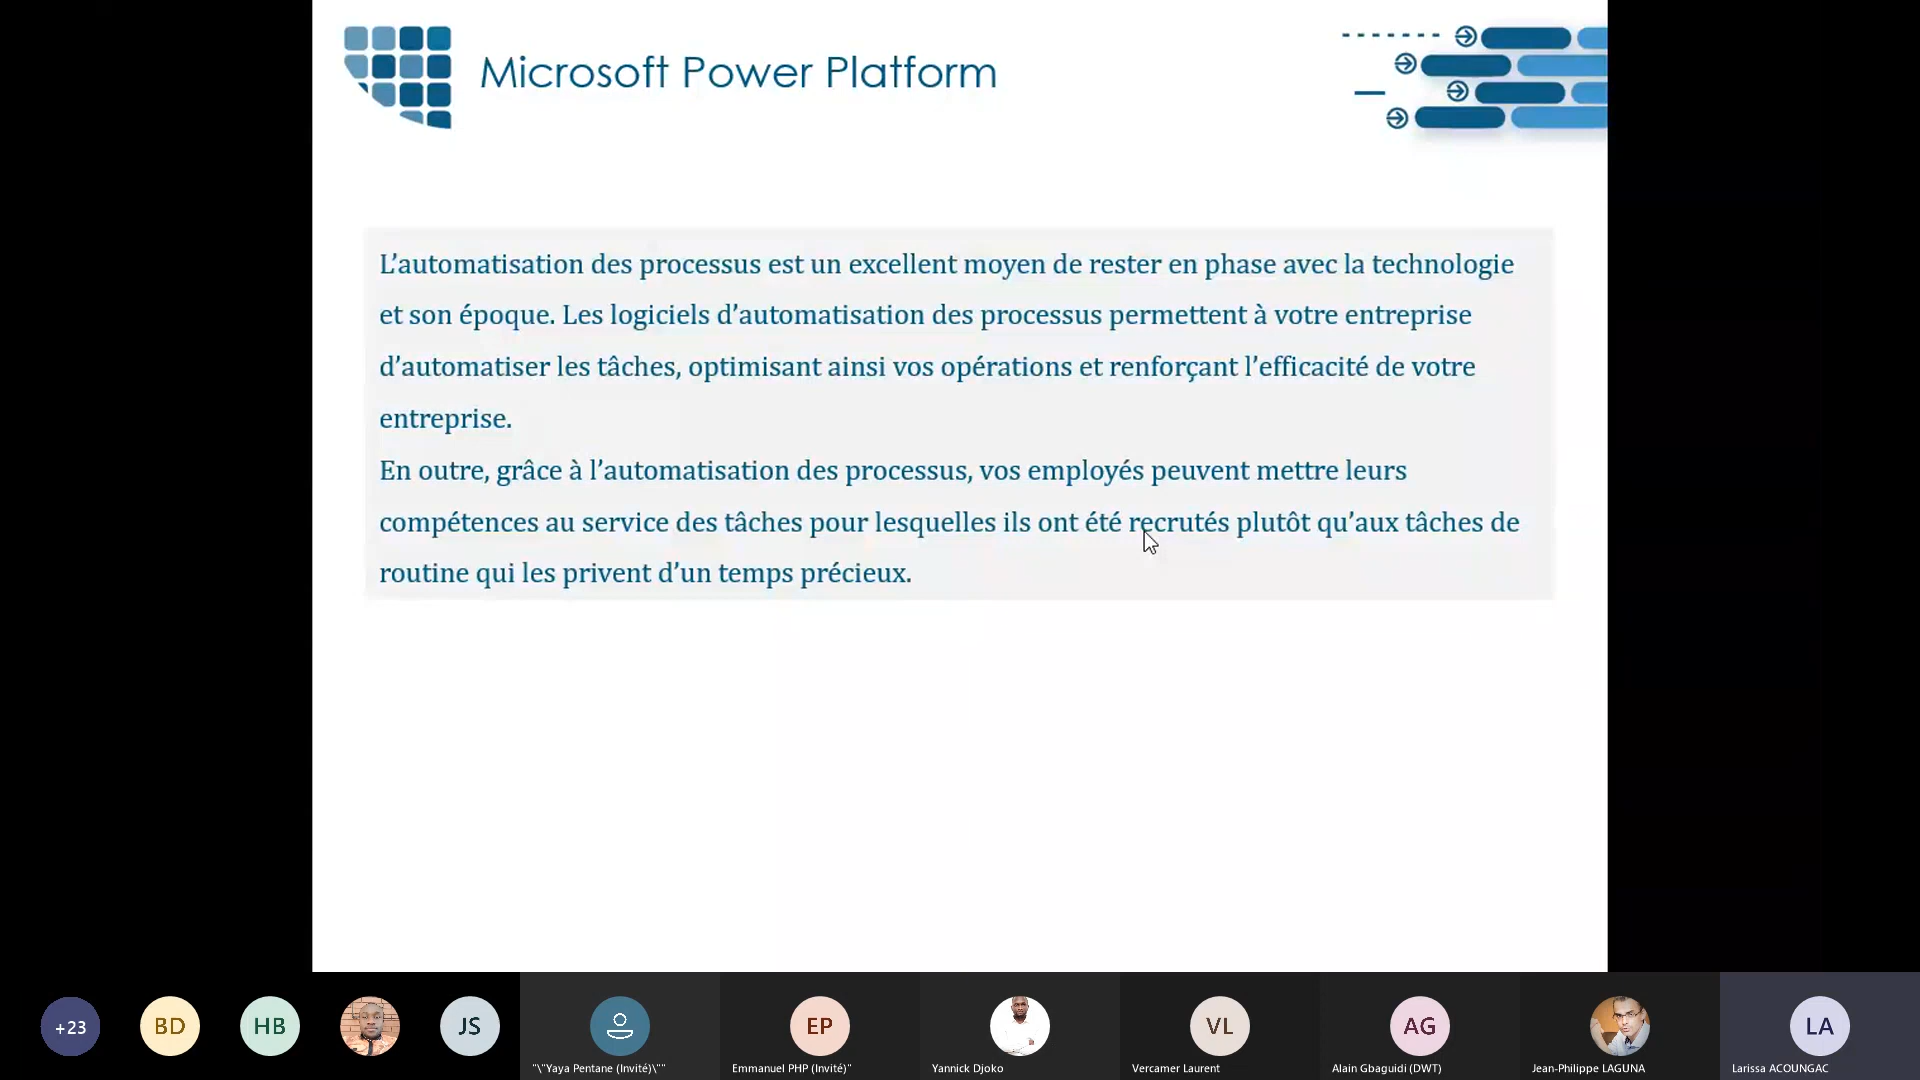 Microsoft Power Platform
L’automatisation des processus est un excellent moyen de rester en phase avec la technologie
et son époque. Les logiciels d’automatisation des processus permettent à votre entreprise
d’automatiser les tâches, optimisant ainsi vos opérations et renforçant l’efficacité de votre
entreprise.
En outre, grâce à l’automatisation des processus, vos employés peuvent mettre leurs
compétences au service des tâches pour lesquelles ils ont été recrutés plutôt qu’aux tâches de
routine qui les privent d’un temps précieux.
+23
BD
HB
JS
EP
VL
AG
LA
"\"Yaya Pentane (Invité)\""
Emmanuel PHP (Invité)"
Yannick Djoko
Vercamer Laurent
Alain Gbaguidi (DWT)
Jean-Philippe LAGUNA
Larissa ACOUNGAC